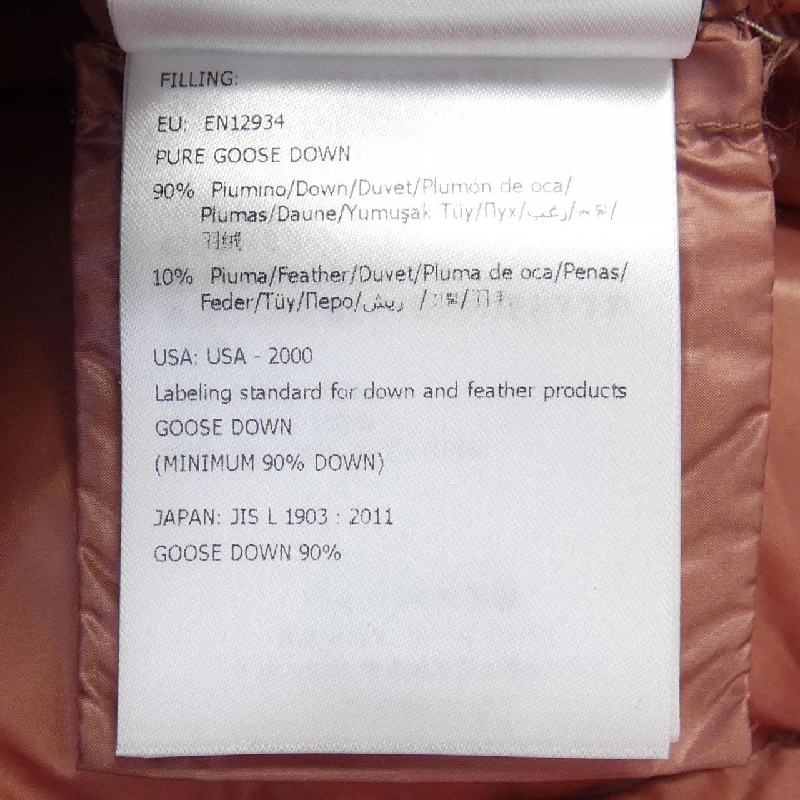 FILLING:
EU: EN12934
PURE GOOSE DOWN
90% Piumino/Down/Duvet/Plumón de oca/
Plumas/Daune/Yumuşak Tüy/Пух/زغب/
10% Piuma/Feather/Duvet/Pluma de oca/Penas/
Feder/Tüy/Перо/ريش /
USA: USA - 2000
Labeling standard for down and feather products
GOOSE DOWN
(MINIMUM 90% DOWN)
JAPAN: JIS L 1903 : 2011
GOOSE DOWN 90%